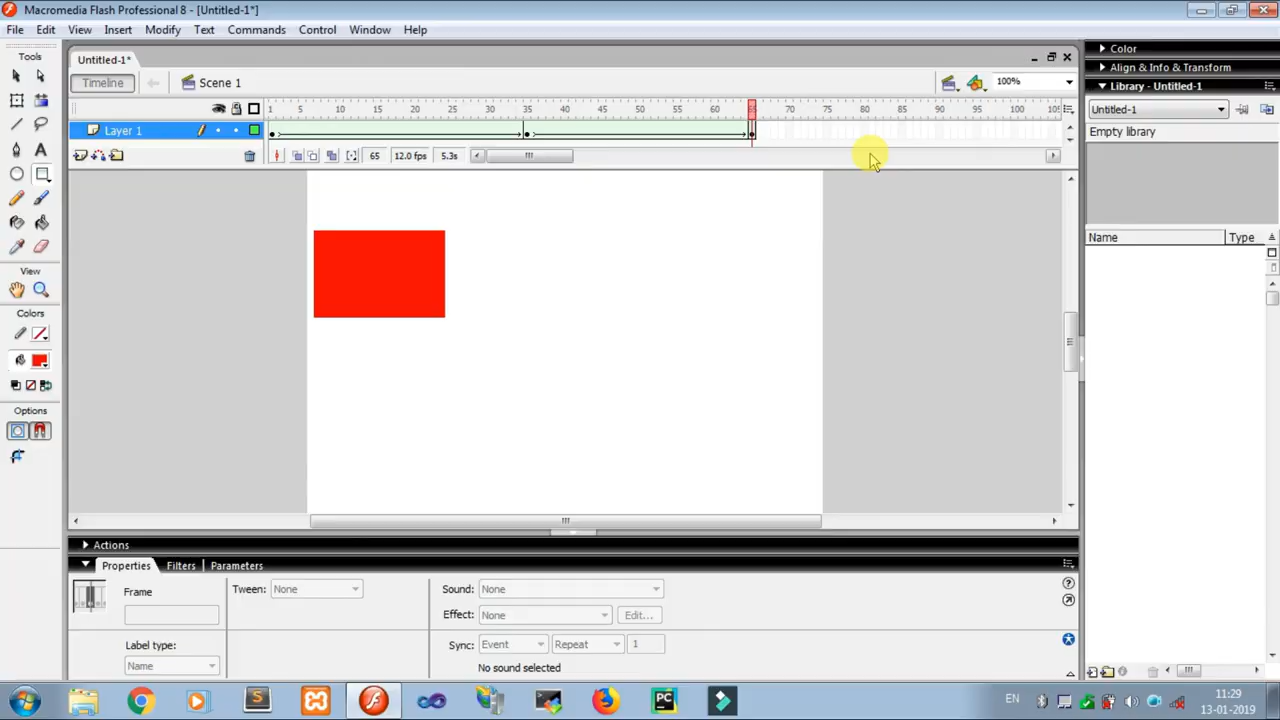 Macromedia Flash Professional 8 - [Untitled-1*]
File Edit View Insert Modify Text Commands Control Window Help
Tools
View
Colors
Options
Untitled-1*
Timeline
Scene 1
100%
1 5 10 15 20 25 30 35 40 45 50 55 60 65 70 75 80 85 90 95 100 105
Layer 1
65 12.0 fps 5.3s
Color
Align & Info & Transform
Library - Untitled-1
Untitled-1
Empty library
Name Type
Actions
Properties Filters Parameters
Frame
Tween: None
Label type:
Name
Sound: None
Effect: None Edit...
Sync: Event Repeat 1
No sound selected
EN
11:29
13-01-2019